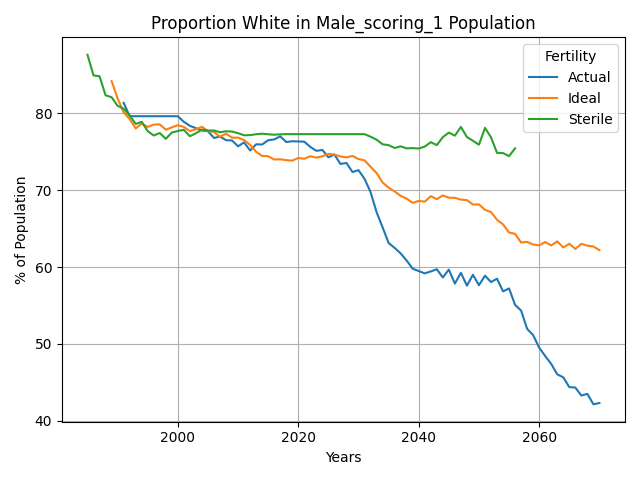 Proportion White in Male_scoring_1 Population
Fertility
Actual
Ideal
Sterile
% of Population
80
70
60
50
40
2000
2020
2040
2060
Years